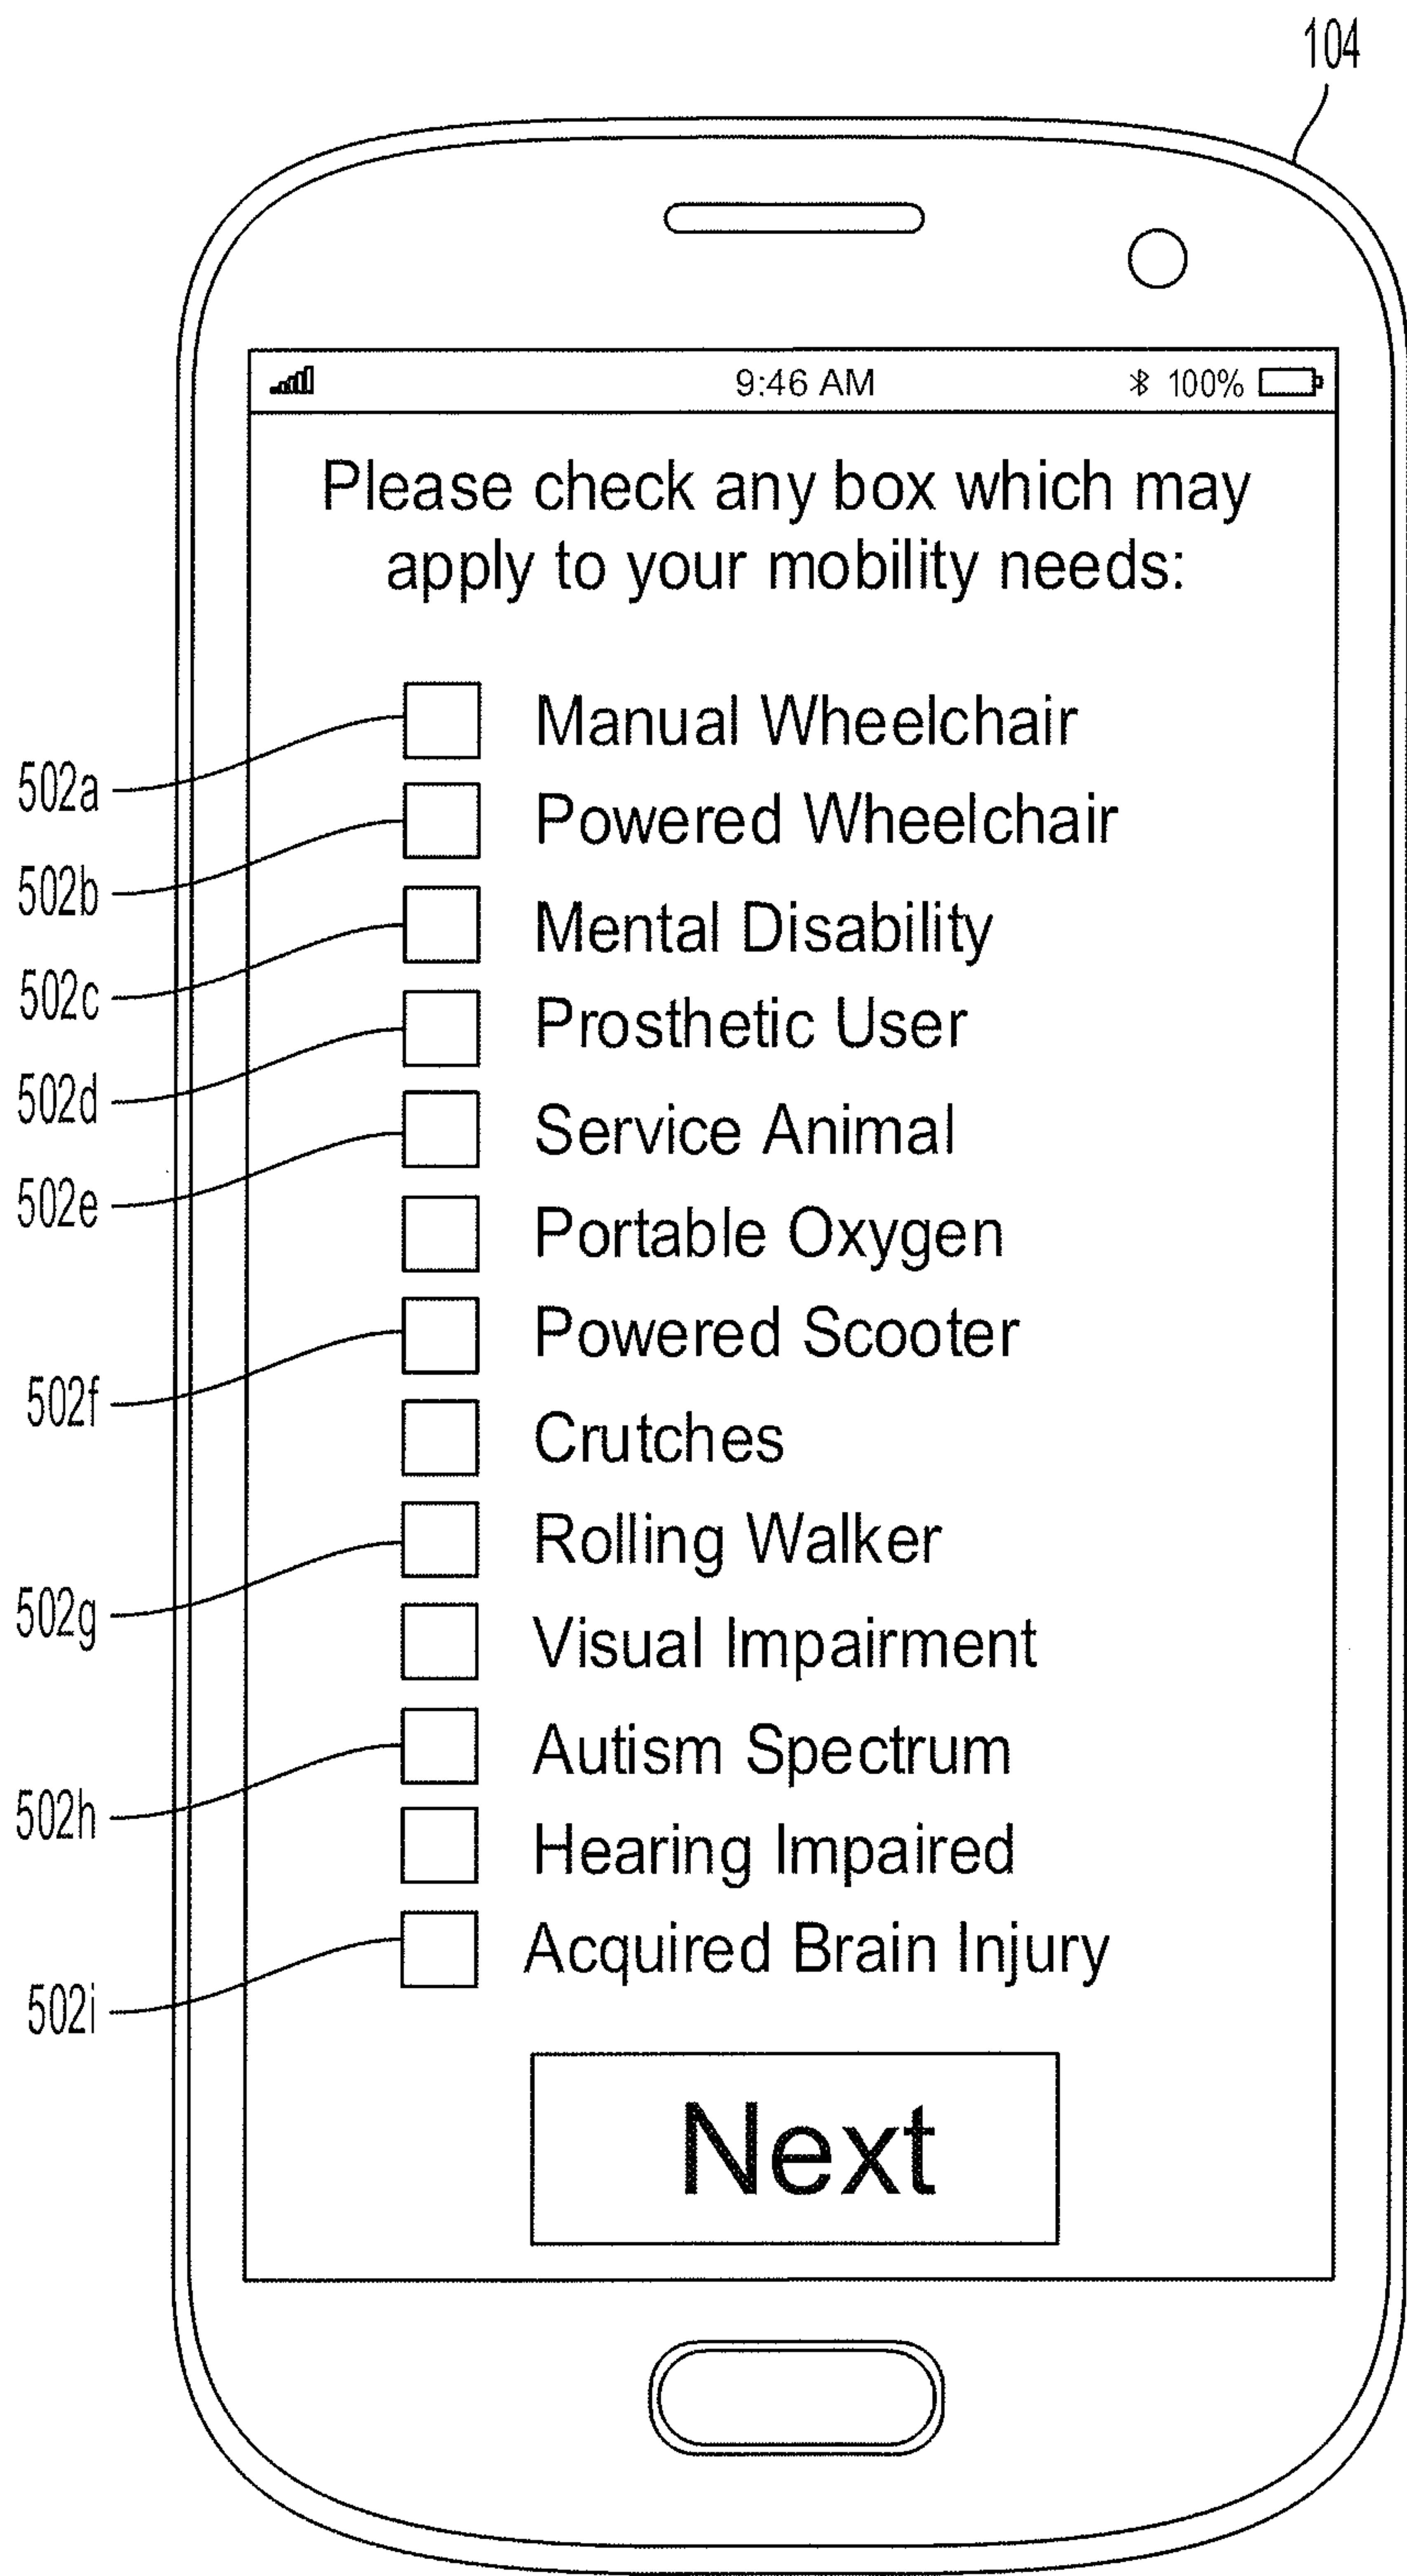 104
9:46 AM 100%
Please check any box which may
apply to your mobility needs:
Manual Wheelchair
502a
Powered Wheelchair
502b
Mental Disability
502c
Prosthetic User
502d
Service Animal
502e
Portable Oxygen
Powered Scooter
502f
Crutches
Rolling Walker
502g
Visual Impairment
Autism Spectrum
502h
Hearing Impaired
Acquired Brain Injury
502i
Next